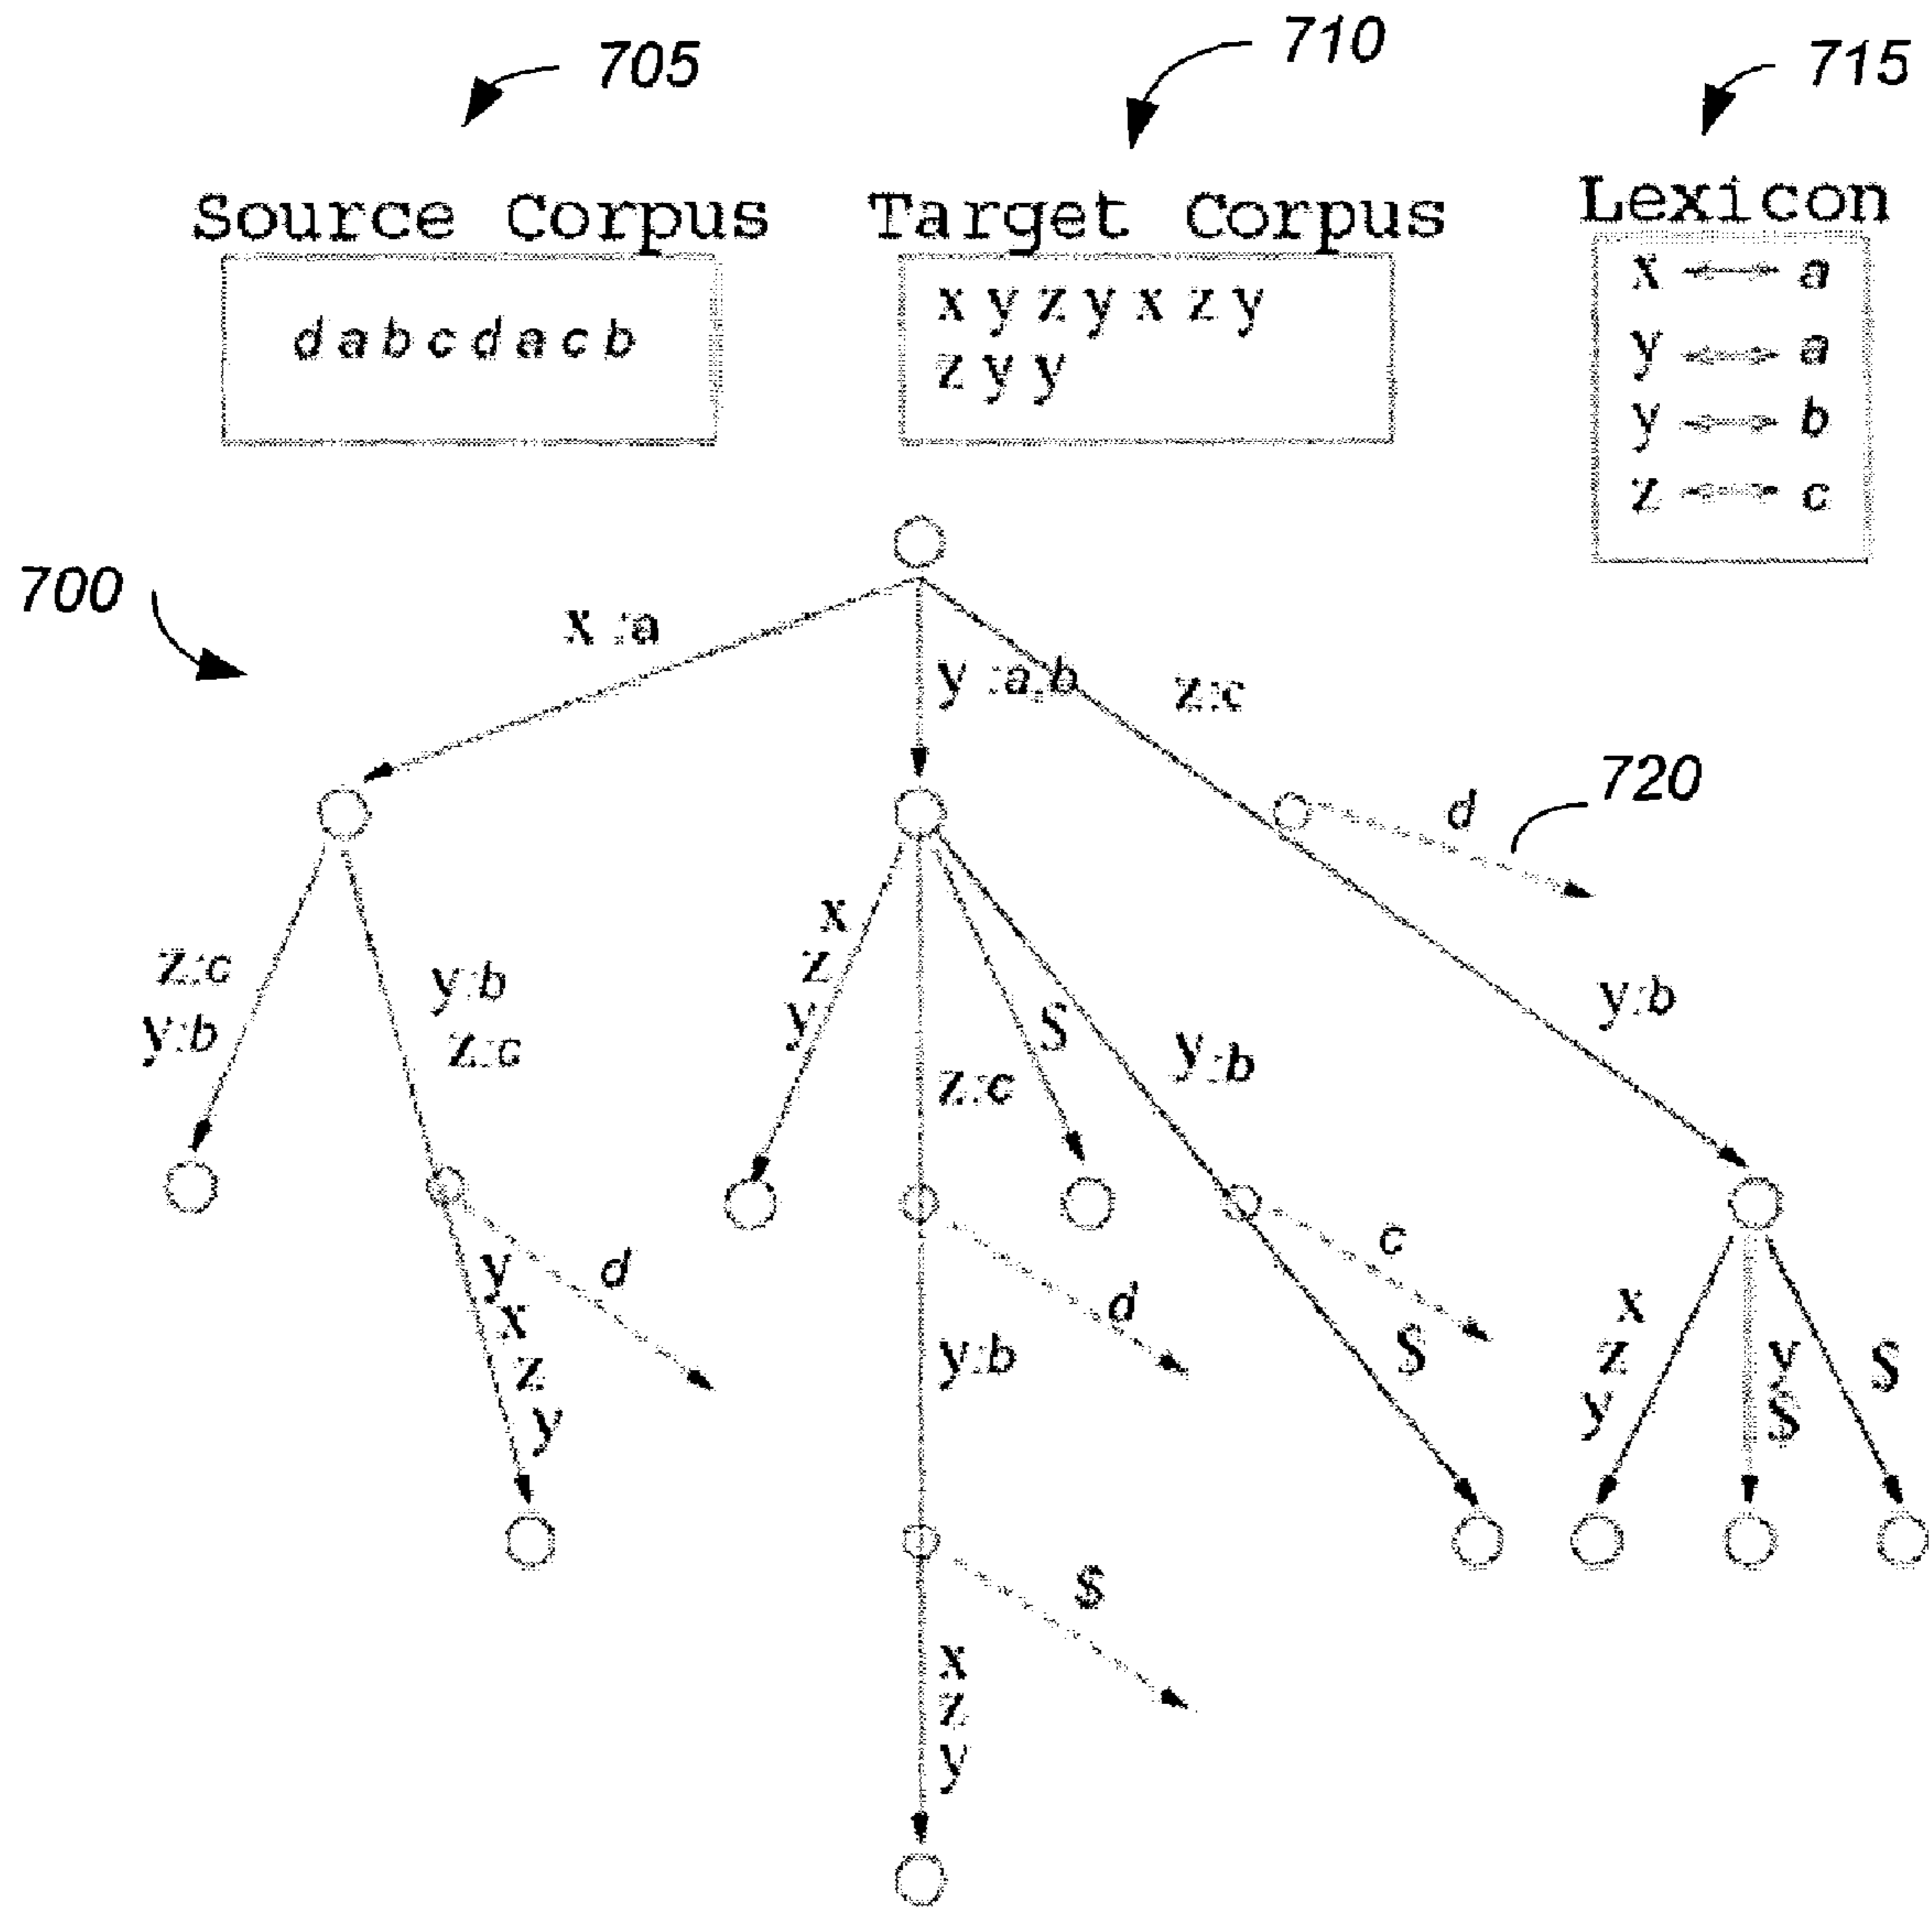 705
710
715
Source Corpus
Target Corpus
Lexicon
d a b c d a c b
x y z y x z y
z y y
x a
y a
y b
z c
700
x :a
y :a,b
z:c
720
d
z:c
y:b
y:b
z:c
x
z
y
z:c
S
y:b
y:b
y
x
z
y
d
d
y:b
c
S
x
z
y
y
S
S
s
x
z
y